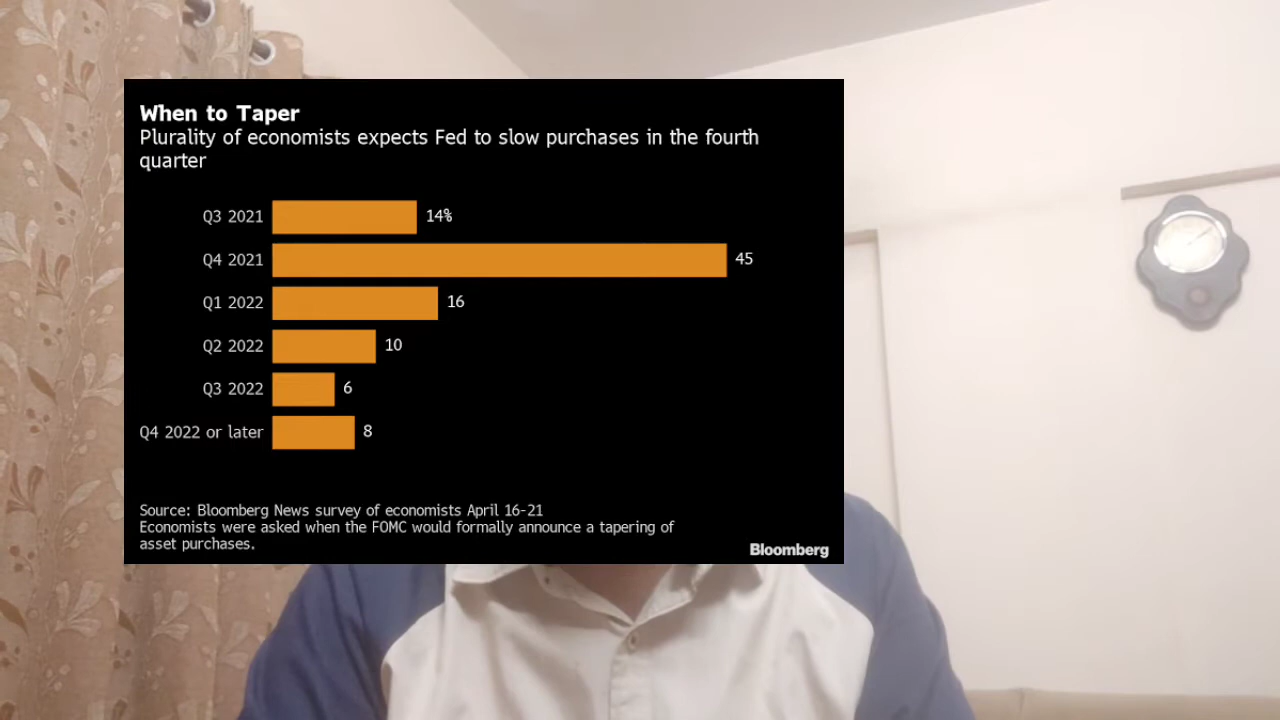 When to Taper
Plurality of economists expects Fed to slow purchases in the fourth
quarter
Q3 2021 14%
Q4 2021 45
Q1 2022 16
Q2 2022 10
Q3 2022 6
Q4 2022 or later 8
Source: Bloomberg News survey of economists April 16-21
Economists were asked when the FOMC would formally announce a tapering of
asset purchases.
Bloomberg